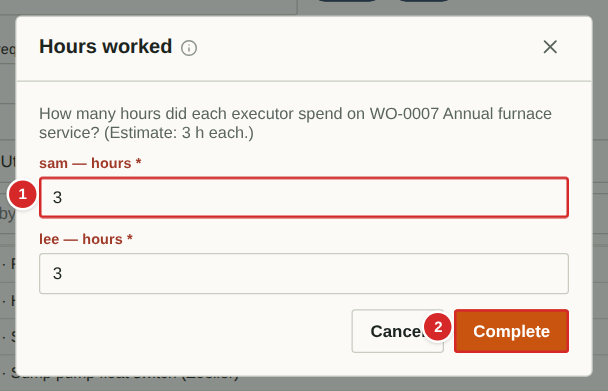 Hours worked
How many hours did each executor spend on WO-0007 Annual furnace
service? (Estimate: 3 h each.)
sam — hours *
1
3
lee — hours *
3
Cancel
2
Complete